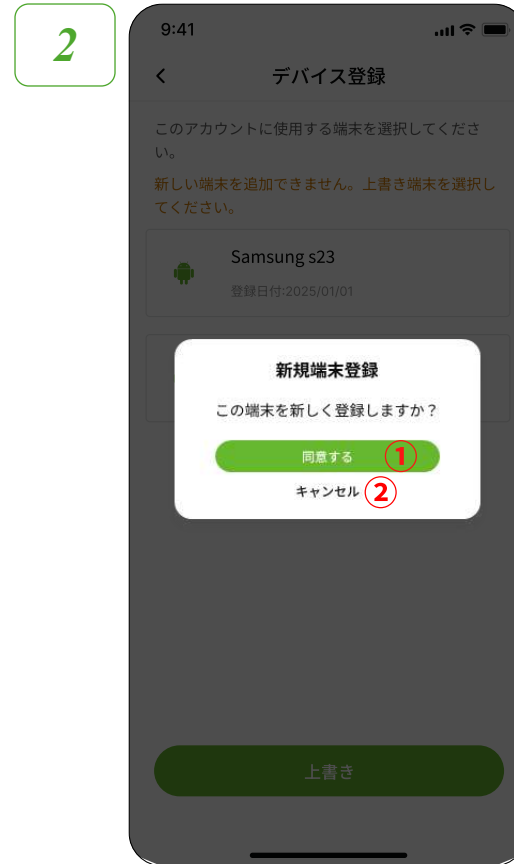 2
9:41
デバイス登録
このアカウントに使用する端末を選択してくださ
い。
新しい端末を追加できません。上書き端末を選択し
てください。
Samsung s23
登録日付:2025/01/01
新規端末登録
この端末を新しく登録しますか？
同意する ①
キャンセル ②
上書き